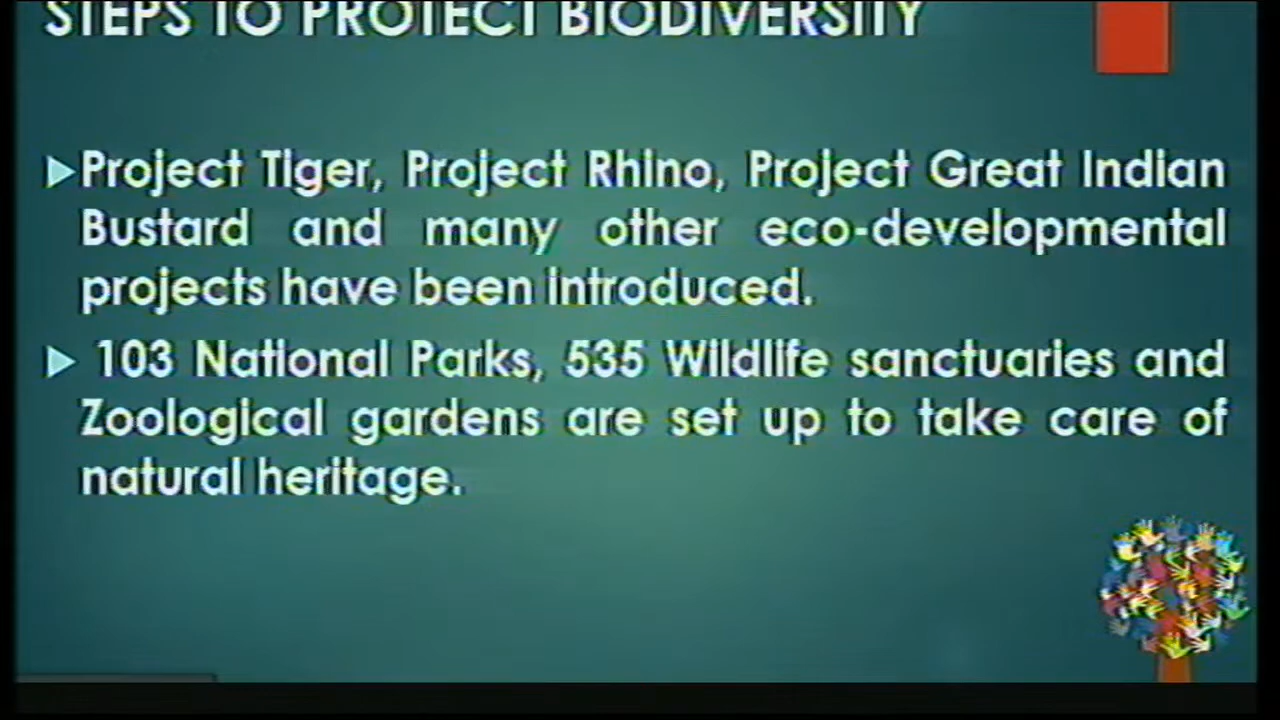 STEPS TO PROTECT BIODIVERSITY
Project Tiger, Project Rhino, Project Great Indian
Bustard and many other eco-developmental
projects have been introduced.
103 National Parks, 535 Wildlife sanctuaries and
Zoological gardens are set up to take care of
natural heritage.